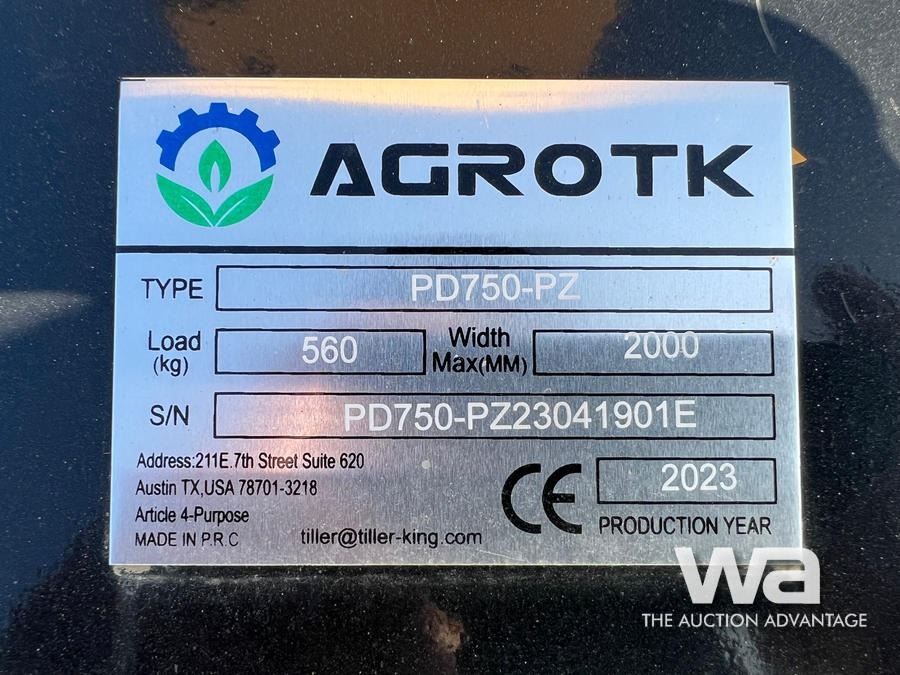 AGROTK
TYPE PD750-PZ
Load (kg) 560 Width Max(MM) 2000
S/N PD750-PZ23041901E
Address:211E.7th Street Suite 620
Austin TX,USA 78701-3218
Article 4-Purpose
MADE IN P.R.C tiller@tiller-king.com
CE 2023
PRODUCTION YEAR
wa
THE AUCTION ADVANTAGE